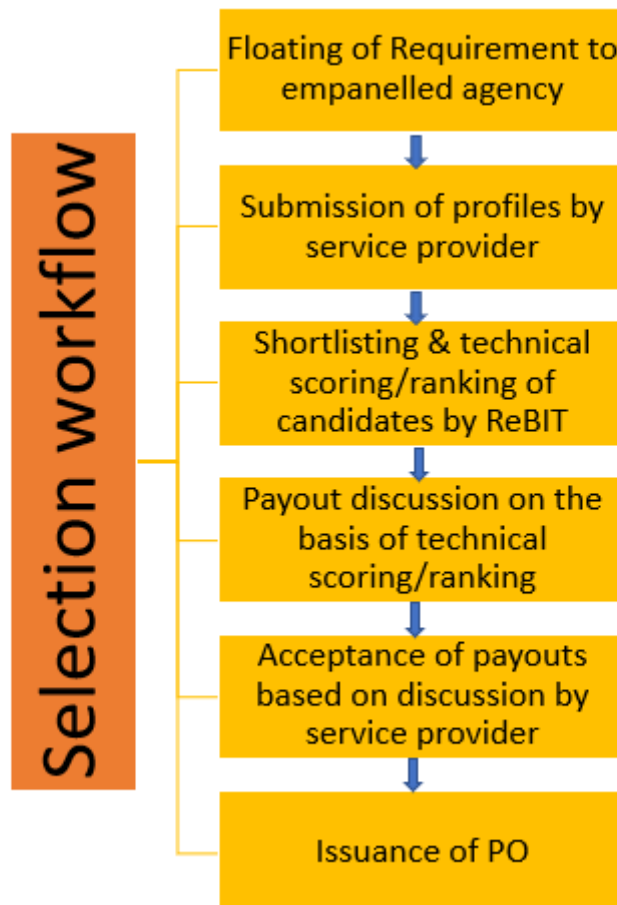 Selection workflow
Floating of Requirement to
empanelled agency
Submission of profiles by
service provider
Shortlisting & technical
scoring/ranking of
candidates by ReBIT
Payout discussion on the
basis of technical
scoring/ranking
Acceptance of payouts
based on discussion by
service provider
Issuance of PO